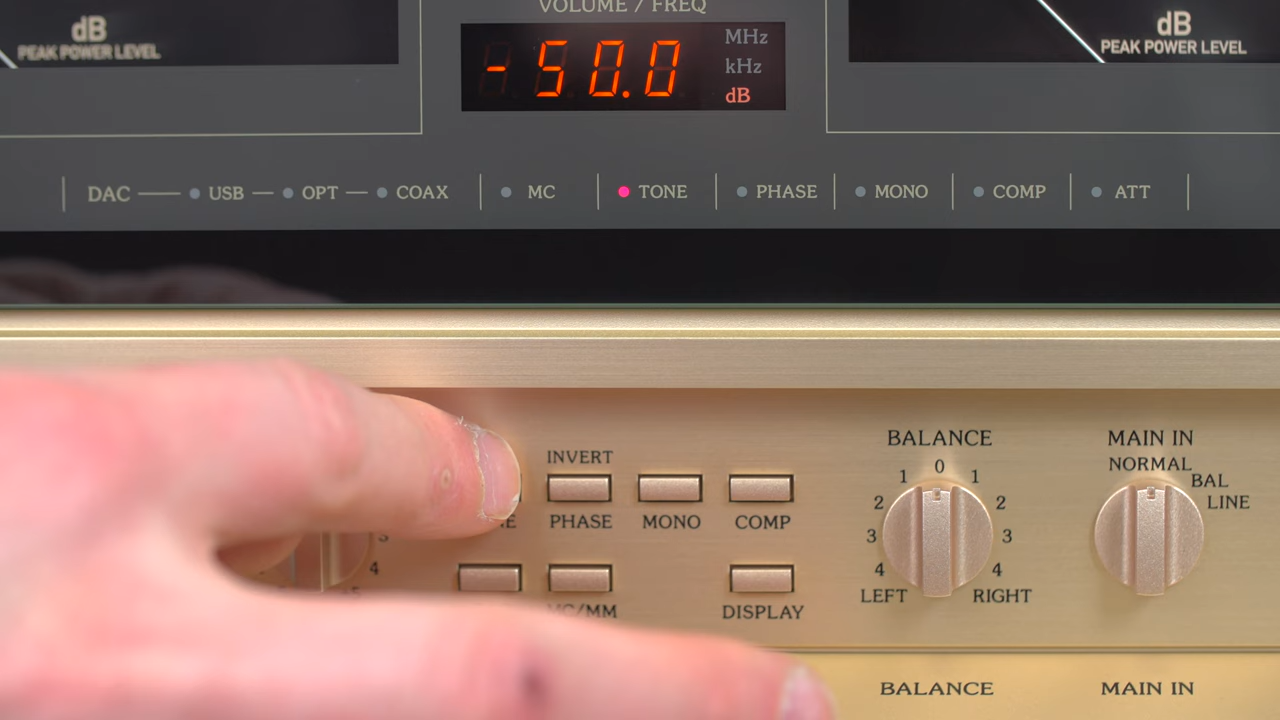 VOLUME / FREQ
dB
PEAK POWER LEVEL
-50.0
MHz
kHz
dB
dB
PEAK POWER LEVEL
DAC USB OPT COAX MC TONE PHASE MONO COMP ATT
INVERT
PHASE MONO COMP
MC/MM DISPLAY
BALANCE
0
1 1
2 2
3 3
4 4
LEFT RIGHT
MAIN IN
NORMAL
BAL
LINE
3
4
BALANCE MAIN IN